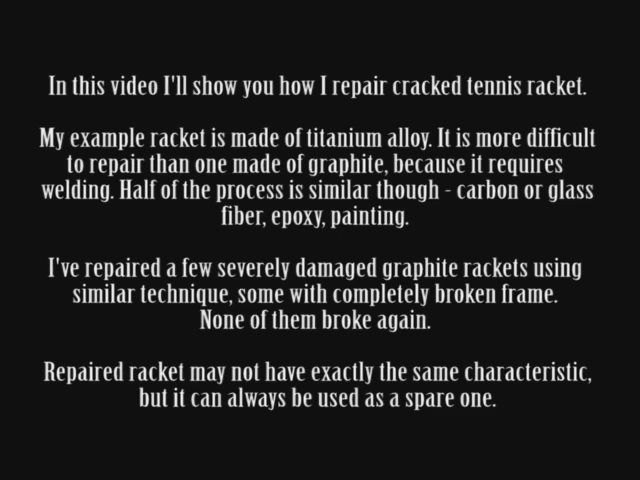 In this video I'll show you how I repair cracked tennis racket.
My example racket is made of titanium alloy. It is more difficult
to repair than one made of graphite, because it requires
welding. Half of the process is similar though - carbon or glass
fiber, epoxy, painting.
I've repaired a few severely damaged graphite rackets using
similar technique, some with completely broken frame.
None of them broke again.
Repaired racket may not have exactly the same characteristic,
but it can always be used as a spare one.